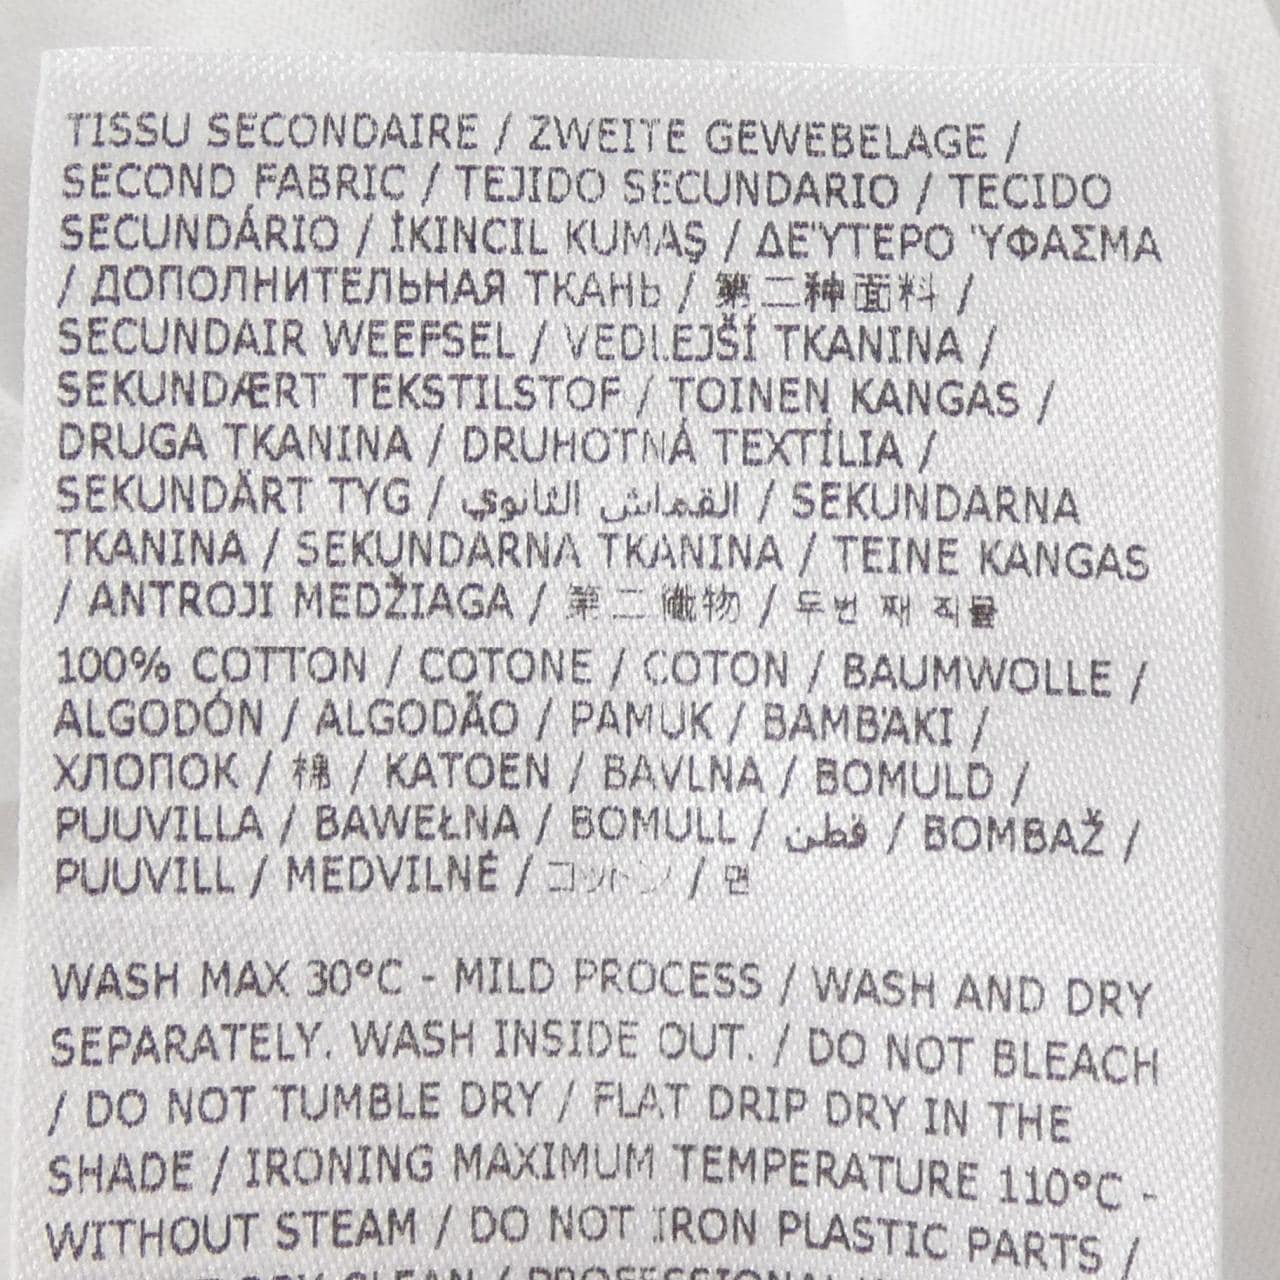 TISSU SECONDAIRE / ZWEITE GEWEBELAGE /
SECOND FABRIC / TEJIDO SECUNDARIO / TECIDO
SECUNDÁRIO / İKINCIL KUMAŞ / ΔΕΎΤΕΡΟ ΎΦΑΣΜΑ
/ ДОПОЛНИТЕЛЬНАЯ ТКАНЬ / 第二种面料 /
SECUNDAIR WEEFSEL / VEDLEJŠÍ TKANINA /
SEKUNDÆRT TEKSTILSTOF / TOINEN KANGAS /
DRUGA TKANINA / DRUHOTNÁ TEXTÍLIA /
SEKUNDÄRT TYG / القماش الثانوي / SEKUNDARNA
TKANINA / SEKUNDARNA TKANINA / TEINE KANGAS
/ ANTROJI MEDŽIAGA / 第二織物 / 두번 째 직물
100% COTTON / COTONE / COTON / BAUMWOLLE /
ALGODÓN / ALGODÃO / PAMUK / ΒΑΜΒΆΚΙ /
ХЛОПОК / 棉 / KATOEN / BAVLNA / BOMULD /
PUUVILLA / BAWEŁNA / BOMULL / قطن / BOMBAŽ /
PUUVILL / MEDVILNĖ / コットン / 면
WASH MAX 30°C - MILD PROCESS / WASH AND DRY
SEPARATELY. WASH INSIDE OUT. / DO NOT BLEACH
/ DO NOT TUMBLE DRY / FLAT DRIP DRY IN THE
SHADE / IRONING MAXIMUM TEMPERATURE 110°C -
WITHOUT STEAM / DO NOT IRON PLASTIC PARTS /
DRY CLEAN / PROFESSIONAL